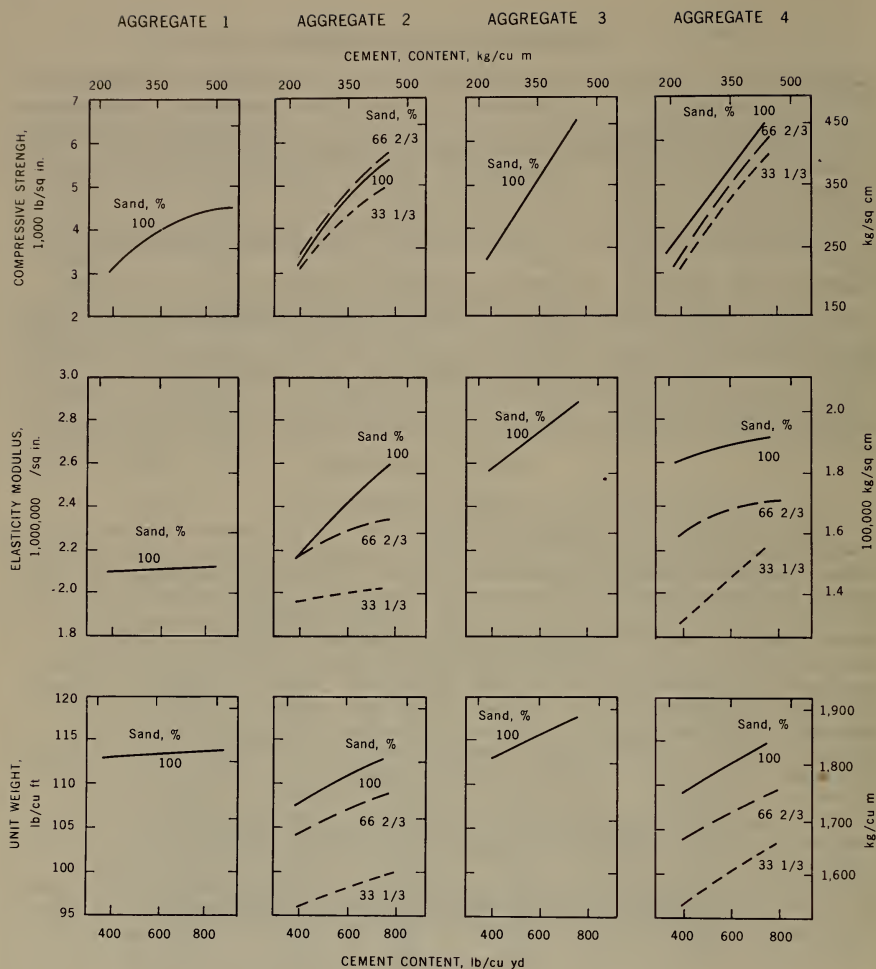 AGGREGATE 1 AGGREGATE 2 AGGREGATE 3 AGGREGATE 4
CEMENT, CONTENT, kg/cu m
200 350 500 200 350 500 200 350 500 200 350 500
COMPRESSIVE STRENGH,
1,000 lb/sq in.
7
6
5
4
3
2
Sand, %
100
Sand, %
66 2/3
100
33 1/3
Sand, %
100
Sand, % 100
66 2/3
33 1/3
450
350
250
150
kg/sq cm
ELASTICITY MODULUS,
1,000,000 /sq in.
3.0
2.8
2.6
2.4
2.2
-2.0
1.8
Sand, %
100
Sand %
100
66 2/3
33 1/3
Sand, %
100
Sand, %
100
66 2/3
33 1/3
2.0
1.8
1.6
1.4
100,000 kg/sq cm
UNIT WEIGHT,
lb/cu ft
120
115
110
105
100
95
Sand, %
100
Sand, %
100
66 2/3
33 1/3
Sand, %
100
Sand, %
100
66 2/3
33 1/3
1,900
1,800
1,700
1,600
kg/cu m
400 600 800 400 600 800 400 600 800 400 600 800
CEMENT CONTENT, lb/cu yd